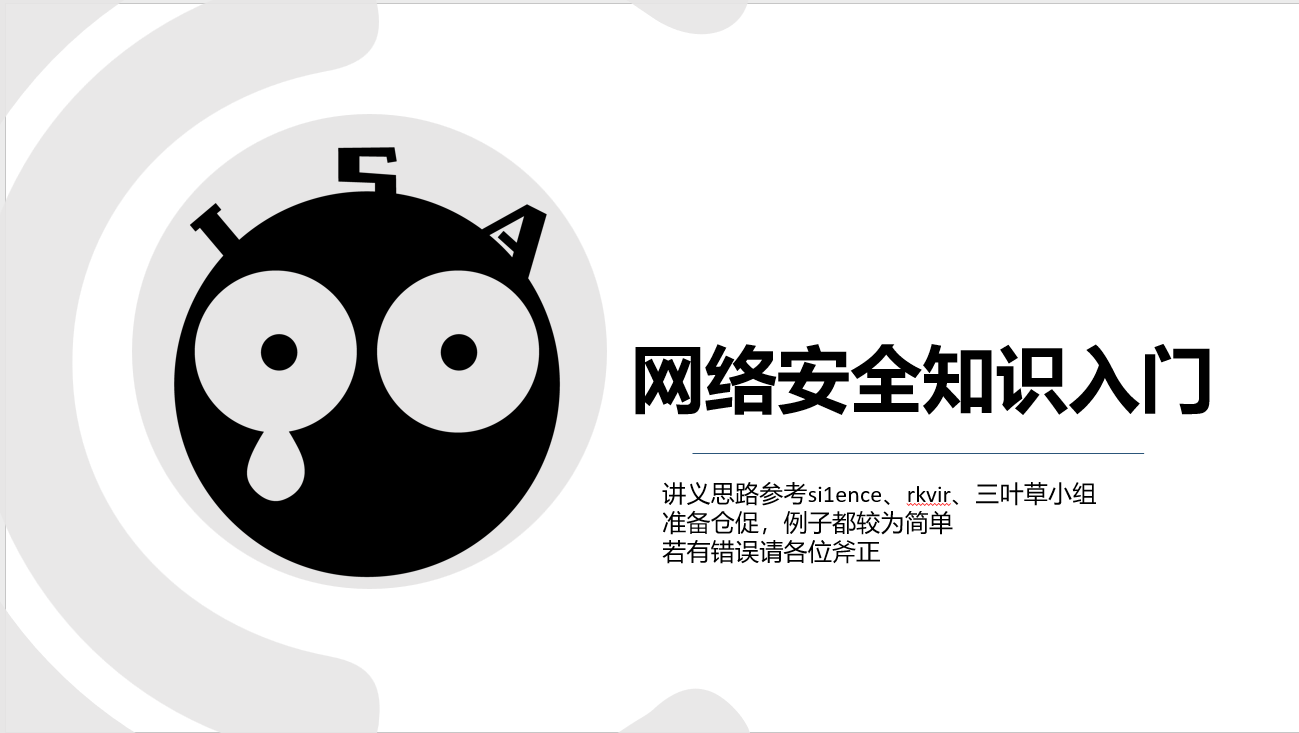 ISA
网络安全知识入门
讲义思路参考si1ence、rkvir、三叶草小组
准备仓促，例子都较为简单
若有错误请各位斧正